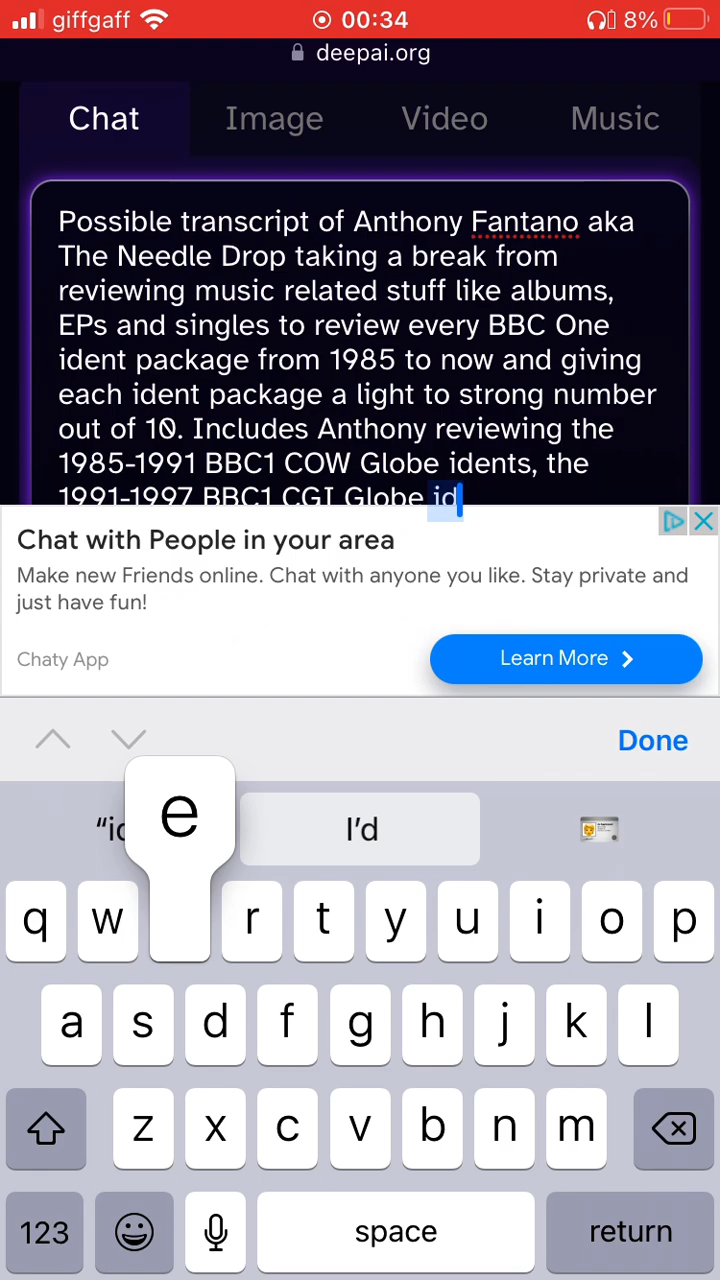 giffgaff 00:34 8%
deepai.org
Chat Image Video Music
Possible transcript of Anthony Fantano aka
The Needle Drop taking a break from
reviewing music related stuff like albums,
EPs and singles to review every BBC One
ident package from 1985 to now and giving
each ident package a light to strong number
out of 10. Includes Anthony reviewing the
1985-1991 BBC1 COW Globe idents, the
1991-1997 BBC1 CGI Globe id
Chat with People in your area
Make new Friends online. Chat with anyone you like. Stay private and
just have fun!
Chaty App Learn More
Done
e
“id I’d
q w r t y u i o p
a s d f g h j k l
z x c v b n m
123 space return